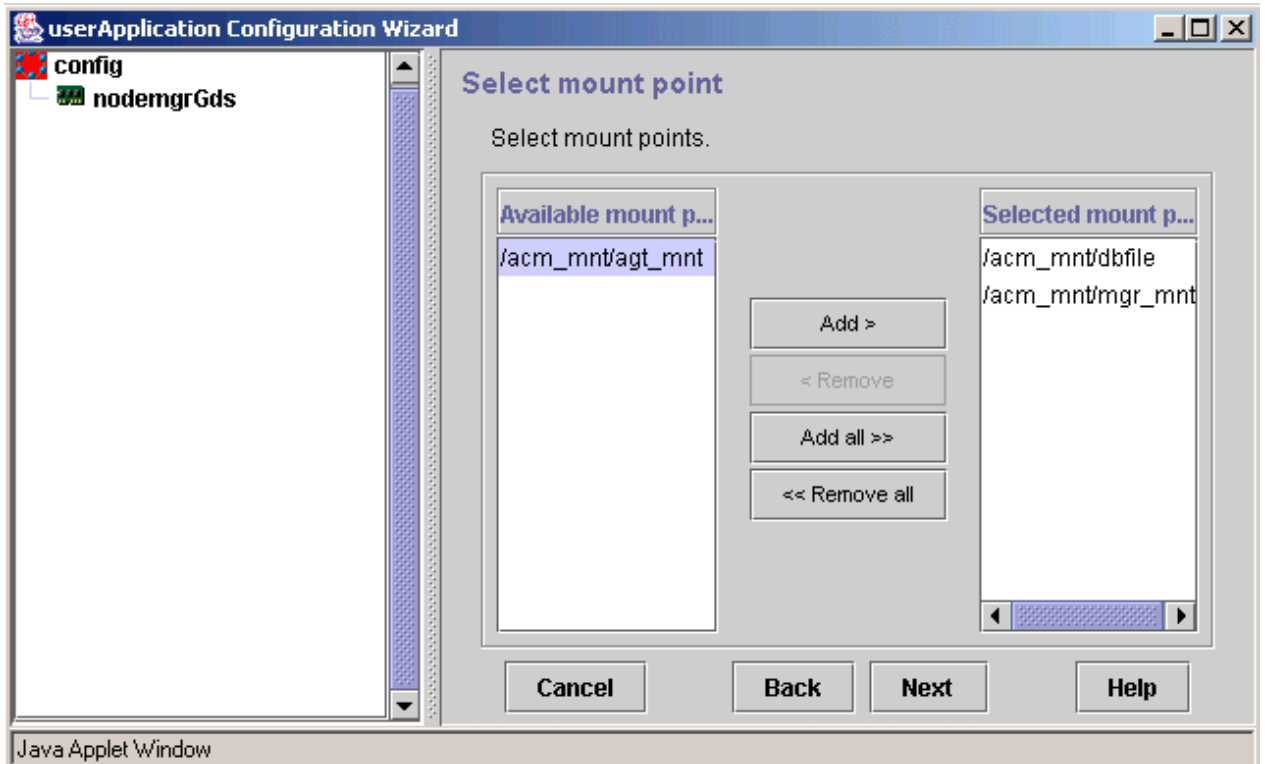 userApplication Configuration Wizard
config
nodemgrGds
Select mount point
Select mount points.
Available mount p...
/acm_mnt/agt_mnt
Add >
< Remove
Add all >>
<< Remove all
Selected mount p...
/acm_mnt/dbfile
/acm_mnt/mgr_mnt
Cancel
Back
Next
Help
Java Applet Window